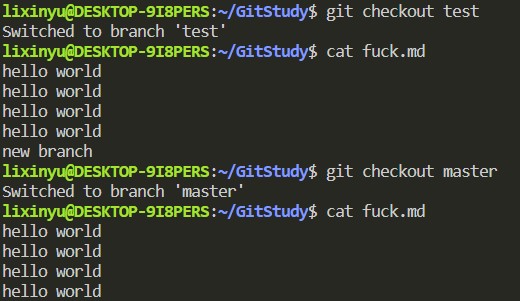 lixinyu@DESKTOP-9I8PERS:~/GitStudy$ git checkout test
Switched to branch 'test'
lixinyu@DESKTOP-9I8PERS:~/GitStudy$ cat fuck.md
hello world
hello world
hello world
hello world
new branch
lixinyu@DESKTOP-9I8PERS:~/GitStudy$ git checkout master
Switched to branch 'master'
lixinyu@DESKTOP-9I8PERS:~/GitStudy$ cat fuck.md
hello world
hello world
hello world
hello world